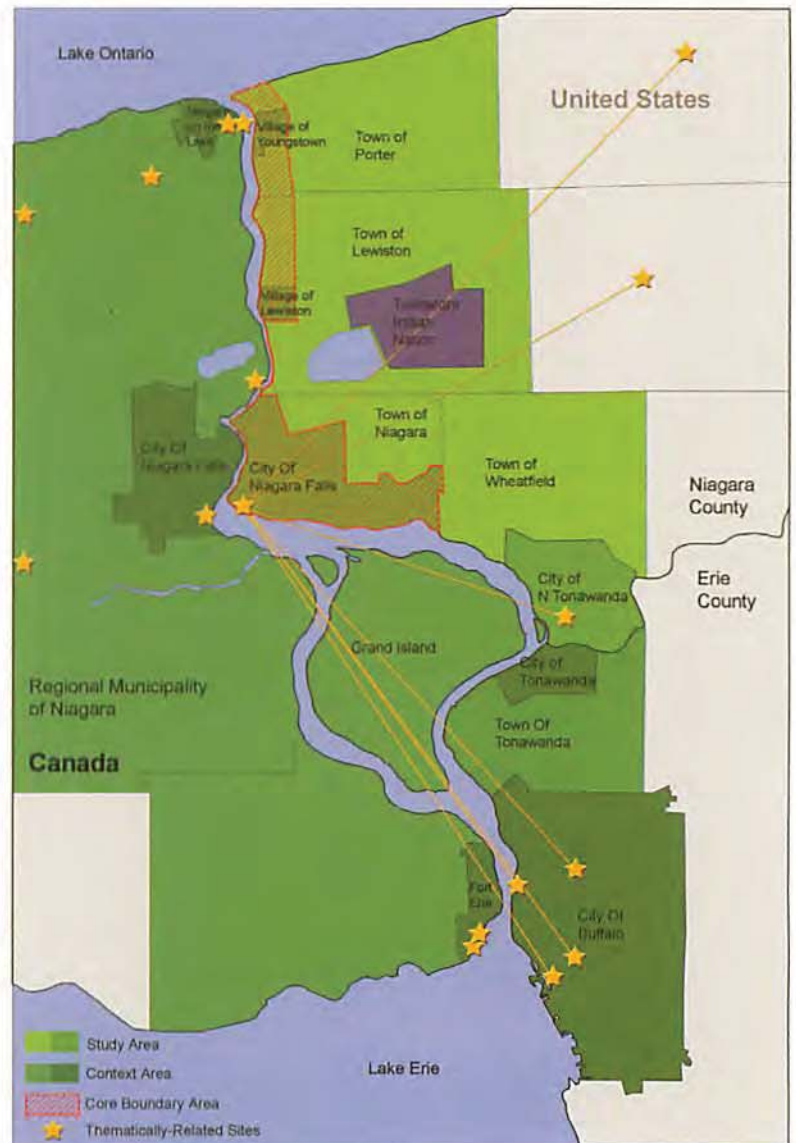 Lake Ontario
United States
Village of
Youngstown
Town of
Porter
Town of
Lewiston
Village of
Lewiston
Tuscarora
Indian
Nation
City Of
Niagara Falls
City Of
Niagara Falls
Town of
Niagara
Town of
Wheatfield
Niagara
County
Erie
County
City of
N Tonawanda
Grand Island
City of
Tonawanda
Regional Municipality
of Niagara
Town Of
Tonawanda
Canada
Fort
Erie
City Of
Buffalo
Lake Erie
Study Area
Context Area
Core Boundary Area
Thematically-Related Sites